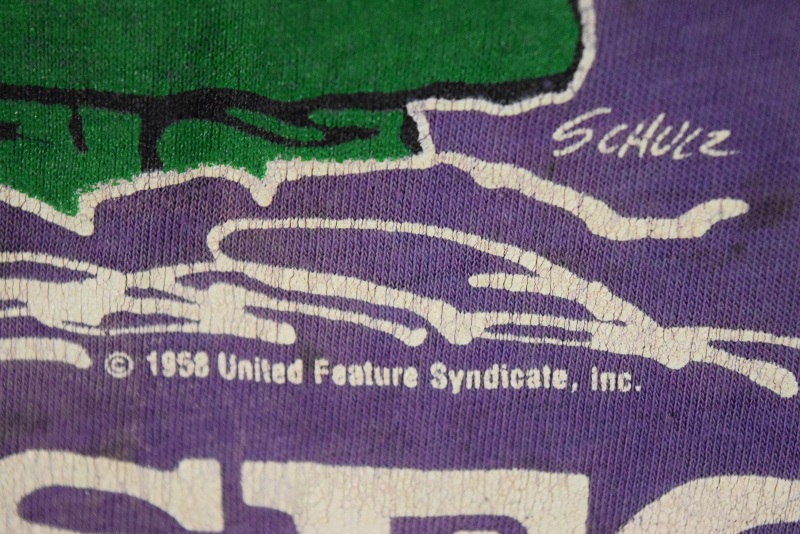 SCHULZ
© 1958 United Feature Syndicate, Inc.